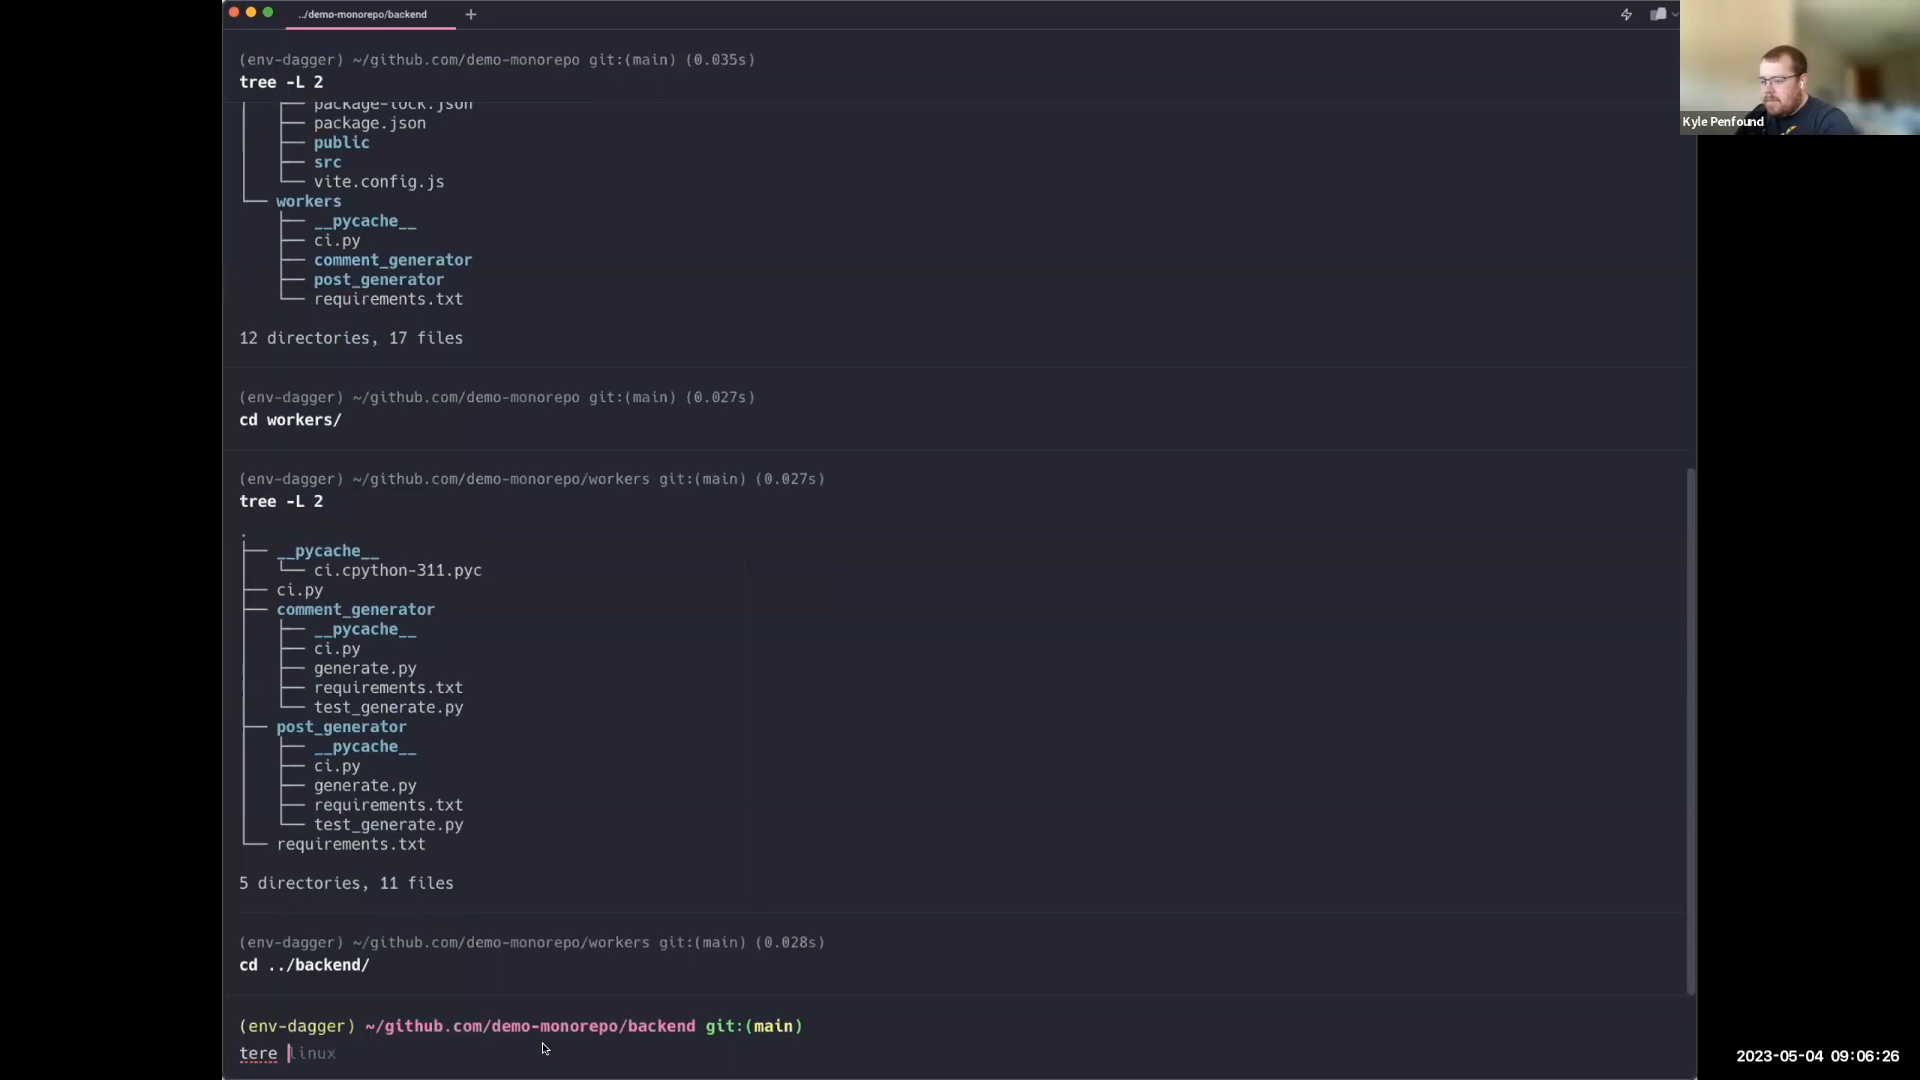 ../demo-monorepo/backend +
Kyle Penfound
(env-dagger) ~/github.com/demo-monorepo git:(main) (0.035s)
tree -L 2
├── package-lock.json
├── package.json
├── public
├── src
└── vite.config.js
└── workers
├── __pycache__
├── ci.py
├── comment_generator
├── post_generator
└── requirements.txt
12 directories, 17 files
(env-dagger) ~/github.com/demo-monorepo git:(main) (0.027s)
cd workers/
(env-dagger) ~/github.com/demo-monorepo/workers git:(main) (0.027s)
tree -L 2
.
├── __pycache__
│   └── ci.cpython-311.pyc
├── ci.py
├── comment_generator
│   ├── __pycache__
│   ├── ci.py
│   ├── generate.py
│   ├── requirements.txt
│   └── test_generate.py
├── post_generator
│   ├── __pycache__
│   ├── ci.py
│   ├── generate.py
│   ├── requirements.txt
│   └── test_generate.py
└── requirements.txt
5 directories, 11 files
(env-dagger) ~/github.com/demo-monorepo/workers git:(main) (0.028s)
cd ../backend/
(env-dagger) ~/github.com/demo-monorepo/backend git:(main)
tere linux
2023-05-04 09:06:26